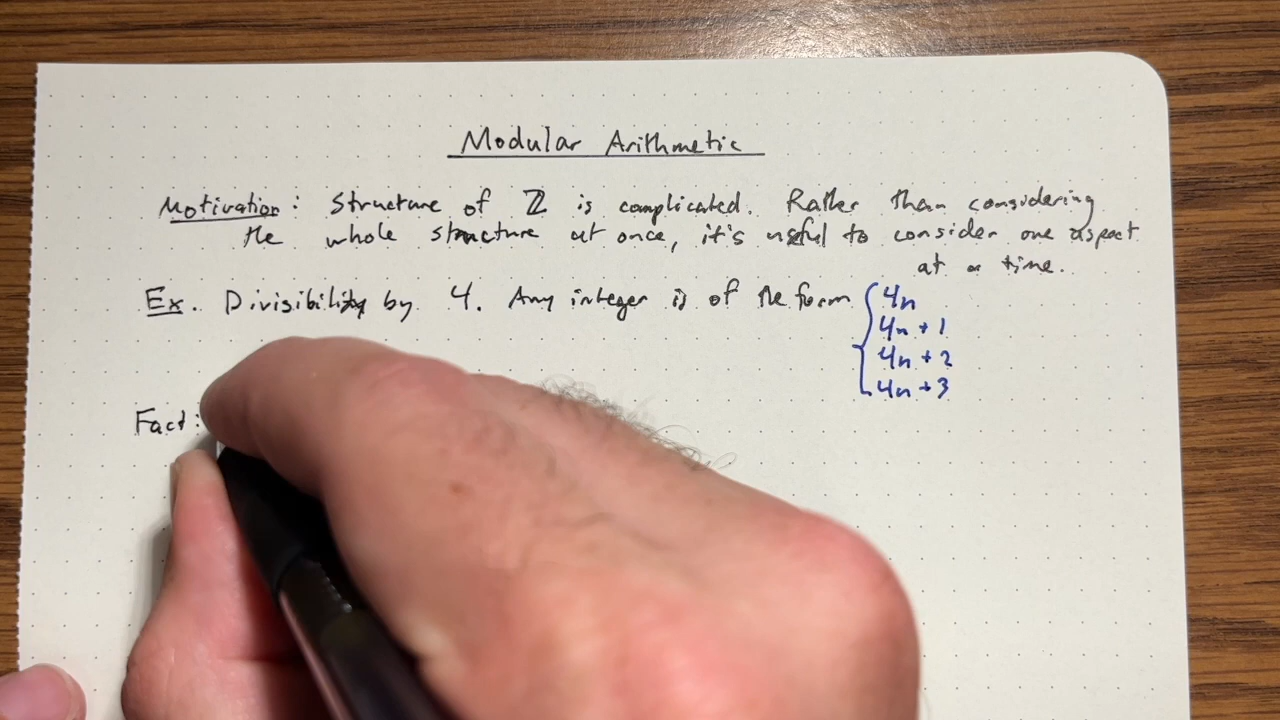 Modular Arithmetic
Motivation: Structure of ℤ is complicated. Rather than considering
the whole structure at once, it's useful to consider one aspect
at a time.
Ex. Divisibility by 4. Any integer is of the form { 4n
4n + 1
4n + 2
4n + 3
Fact: